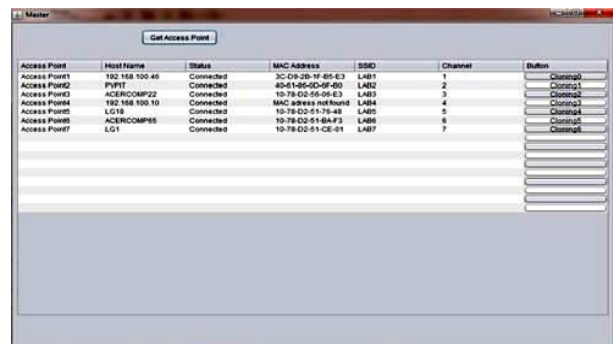 Master
Get Access Point
Access Point Host Name Status MAC Address SSID Channel Button
Access Point1 192.168.100.46 Connected 3C-D9-2B-1F-B5-E3 LAB1 1 Cloning0
Access Point2 PVPIT Connected 40-61-86-0D-6F-B0 LAB2 2 Cloning1
Access Point3 ACERCOMP22 Connected 10-78-D2-56-06-E3 LAB3 3 Cloning2
Access Point4 192.168.100.10 Connected MAC adress not found LAB4 4 Cloning3
Access Point5 LG18 Connected 10-78-D2-51-76-48 LAB5 5 Cloning4
Access Point6 ACERCOMP65 Connected 10-78-D2-51-BA-F3 LAB6 6 Cloning5
Access Point7 LG1 Connected 10-78-D2-51-CE-01 LAB7 7 Cloning6